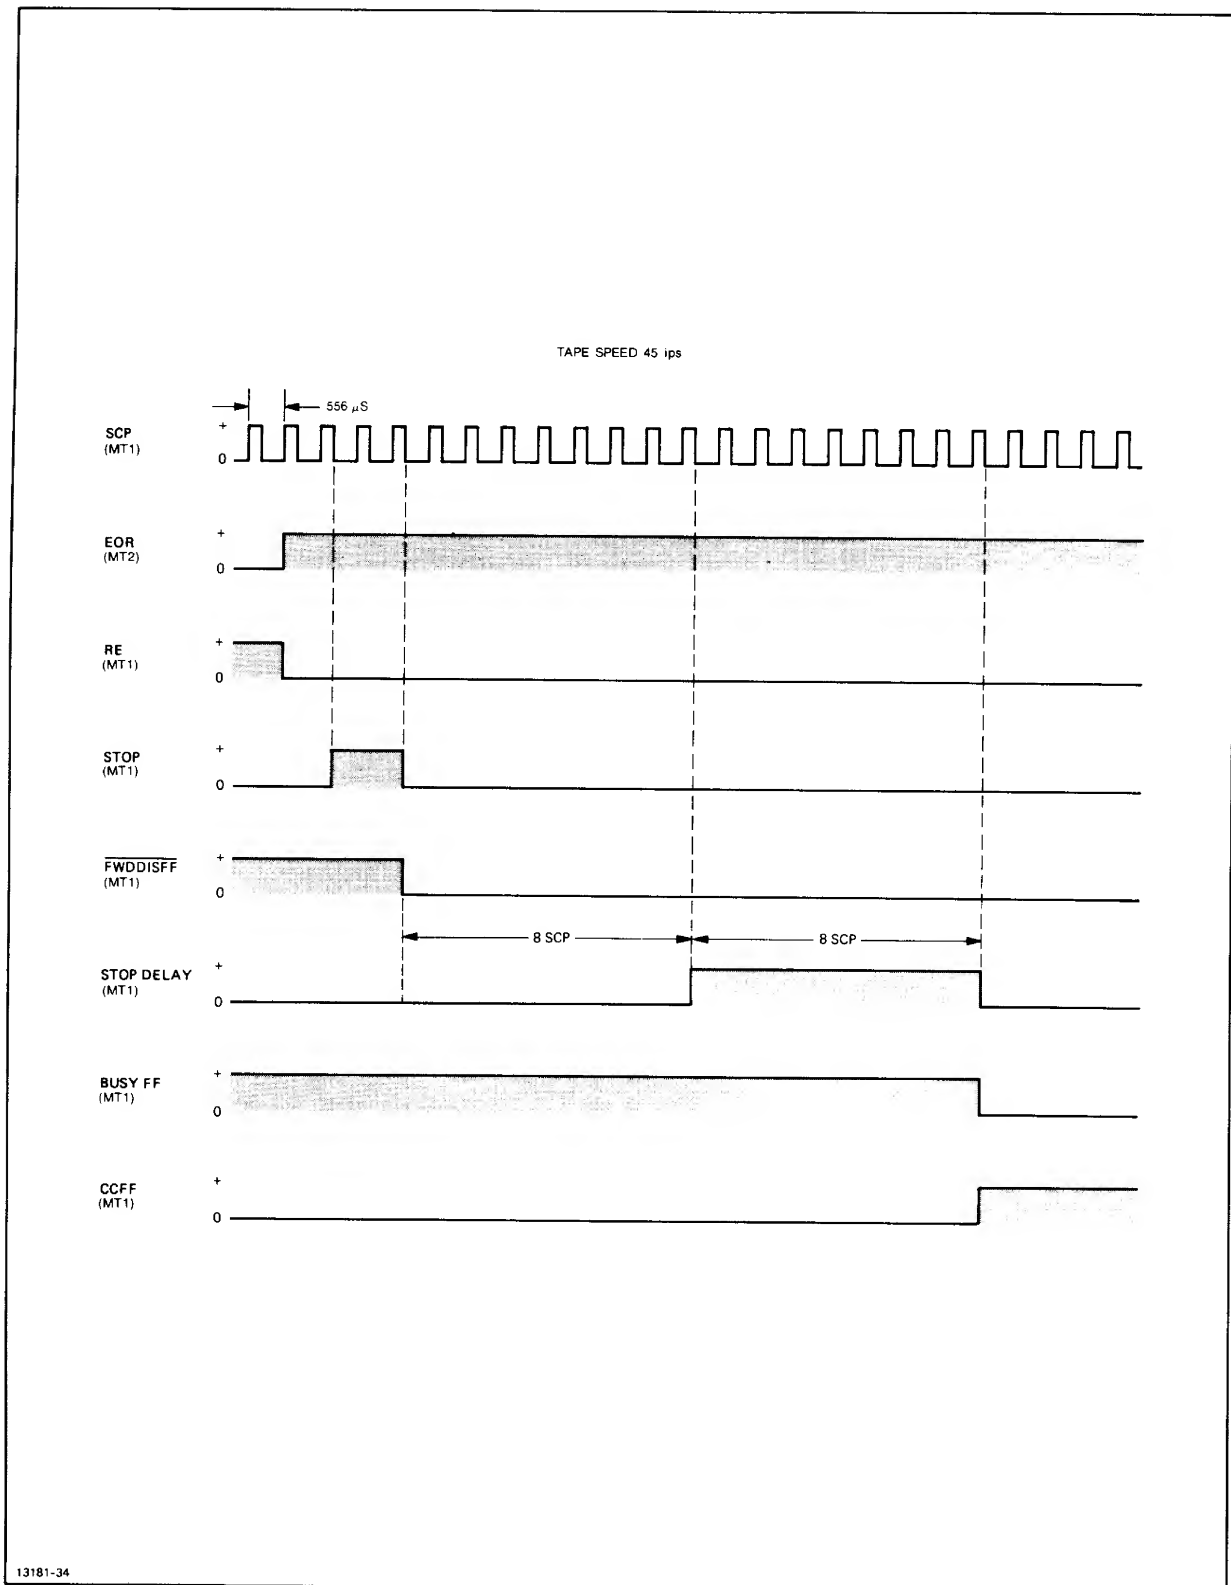 TAPE SPEED 45 ips
556 μS
SCP
(MT1)
+
0
EOR
(MT2)
+
0
RE
(MT1)
+
0
STOP
(MT1)
+
0
FWDDISFF
(MT1)
+
0
8 SCP
8 SCP
STOP DELAY
(MT1)
+
0
BUSY FF
(MT1)
+
0
CCFF
(MT1)
+
0
13181-34